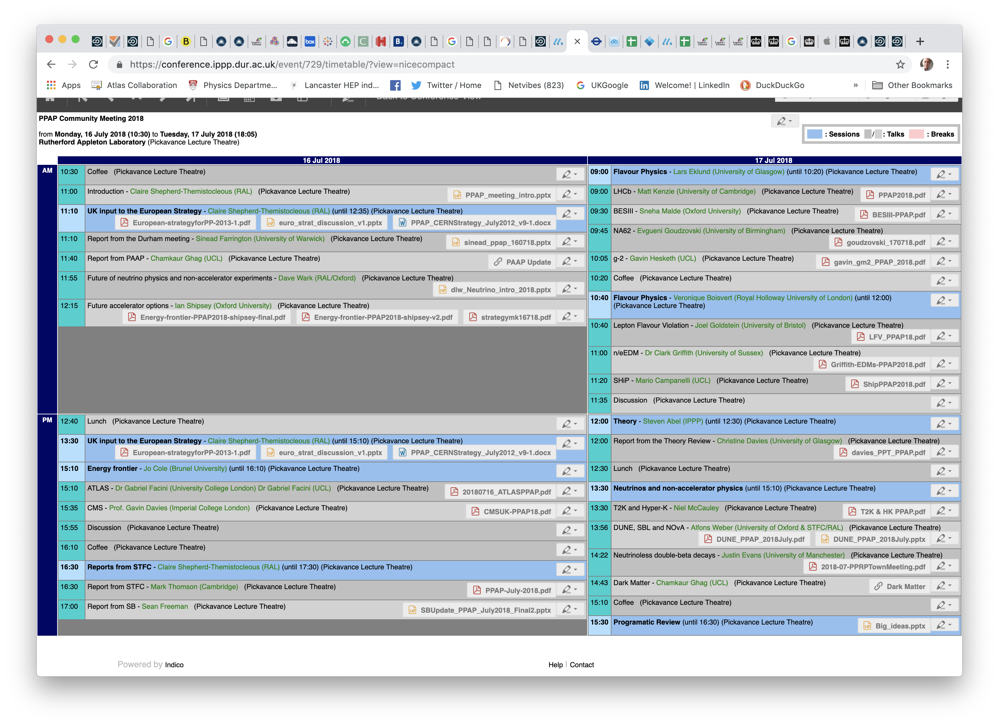 B
box
C
B.
https://conference.ippp.dur.ac.uk/event/729/timetable/?view=nicecompact
Apps Atlas Collaboration Physics Departme... Lancaster HEP ind... Twitter / Home Netvibes (823) UKGoogle Welcome! | LinkedIn DuckDuckGo » Other Bookmarks
Back to Conference View
PPAP Community Meeting 2018
from Monday, 16 July 2018 (10:30) to Tuesday, 17 July 2018 (18:05)
Rutherford Appleton Laboratory (Pickavance Lecture Theatre)
: Sessions / : Talks : Breaks
16 Jul 2018
AM
10:30 Coffee (Pickavance Lecture Theatre)
11:00 Introduction - Claire Shepherd-Themistocleous (RAL) (Pickavance Lecture Theatre) PPAP_meeting_intro.pptx
11:10 UK input to the European Strategy - Claire Shepherd-Themistocleous (RAL) (until 12:35) (Pickavance Lecture Theatre)
European-strategyforPP-2013-1.pdf euro_strat_discussion_v1.pptx PPAP_CERNStrategy_July2012_v9-1.docx
11:10 Report from the Durham meeting - Sinead Farrington (University of Warwick) (Pickavance Lecture Theatre) sinead_ppap_160718.pptx
11:40 Report from PAAP - Chamkaur Ghag (UCL) (Pickavance Lecture Theatre) PAAP Update
11:55 Future of neutrino physics and non-accelerator experiments - Dave Wark (RAL/Oxford) (Pickavance Lecture Theatre)
dlw_Neutrino_intro_2018.pptx
12:15 Future accelerator options - Ian Shipsey (Oxford University) (Pickavance Lecture Theatre)
Energy-frontier-PPAP2018-shipsey-final.pdf Energy-frontier-PPAP2018-shipsey-v2.pdf strategymk16718.pdf
PM
12:40 Lunch (Pickavance Lecture Theatre)
13:30 UK input to the European Strategy - Claire Shepherd-Themistocleous (RAL) (until 15:10) (Pickavance Lecture Theatre)
European-strategyforPP-2013-1.pdf euro_strat_discussion_v1.pptx PPAP_CERNStrategy_July2012_v9-1.docx
15:10 Energy frontier - Jo Cole (Brunel University) (until 16:10) (Pickavance Lecture Theatre)
15:10 ATLAS - Dr Gabriel Facini (University College London) Dr Gabriel Facini (UCL) (Pickavance Lecture Theatre) 20180716_ATLASPPAP.pdf
15:35 CMS - Prof. Gavin Davies (Imperial College London) (Pickavance Lecture Theatre) CMSUK-PPAP18.pdf
15:55 Discussion (Pickavance Lecture Theatre)
16:10 Coffee (Pickavance Lecture Theatre)
16:30 Reports from STFC - Claire Shepherd-Themistocleous (RAL) (until 17:30) (Pickavance Lecture Theatre)
16:30 Report from STFC - Mark Thomson (Cambridge) (Pickavance Lecture Theatre) PPAP-July-2018.pdf
17:00 Report from SB - Sean Freeman (Pickavance Lecture Theatre) SBUpdate_PPAP_July2018_Final2.pptx
17 Jul 2018
09:00 Flavour Physics - Lars Eklund (University of Glasgow) (until 10:20) (Pickavance Lecture Theatre)
09:00 LHCb - Matt Kenzie (University of Cambridge) (Pickavance Lecture Theatre) PPAP2018.pdf
09:30 BESIII - Sneha Malde (Oxford University) (Pickavance Lecture Theatre) BESIII-PPAP.pdf
09:45 NA62 - Evgueni Goudzovski (University of Birmingham) (Pickavance Lecture Theatre)
goudzovski_170718.pdf
10:05 g-2 - Gavin Hesketh (UCL) (Pickavance Lecture Theatre) gavin_gm2_PPAP_2018.pdf
10:20 Coffee (Pickavance Lecture Theatre)
10:40 Flavour Physics - Veronique Boisvert (Royal Holloway University of London) (until 12:00)
(Pickavance Lecture Theatre)
10:40 Lepton Flavour Violation - Joel Goldstein (University of Bristol) (Pickavance Lecture Theatre)
LFV_PPAP18.pdf
11:00 n/eEDM - Dr Clark Griffith (University of Sussex) (Pickavance Lecture Theatre)
Griffith-EDMs-PPAP2018.pdf
11:20 SHiP - Mario Campanelli (UCL) (Pickavance Lecture Theatre) ShipPPAP2018.pdf
11:35 Discussion (Pickavance Lecture Theatre)
12:00 Theory - Steven Abel (IPPP) (until 12:30) (Pickavance Lecture Theatre)
12:00 Report from the Theory Review - Christine Davies (University of Glasgow) (Pickavance Lecture Theatre)
davies_PPT_PPAP.pdf
12:30 Lunch (Pickavance Lecture Theatre)
13:30 Neutrinos and non-accelerator physics (until 15:10) (Pickavance Lecture Theatre)
13:30 T2K and Hyper-K - Niel McCauley (Pickavance Lecture Theatre) T2K & HK PPAP.pdf
13:56 DUNE, SBL and NOvA - Alfons Weber (University of Oxford & STFC/RAL) (Pickavance Lecture Theatre)
DUNE_PPAP_2018July.pdf DUNE_PPAP_2018July.pptx
14:22 Neutrinoless double-beta decays - Justin Evans (University of Manchester) (Pickavance Lecture Theatre)
2018-07-PPRPTownMeeting.pdf
14:43 Dark Matter - Chamkaur Ghag (UCL) (Pickavance Lecture Theatre) Dark Matter
15:10 Coffee (Pickavance Lecture Theatre)
15:30 Programatic Review (until 16:30) (Pickavance Lecture Theatre) Big_ideas.pptx
Powered by Indico
Help | Contact